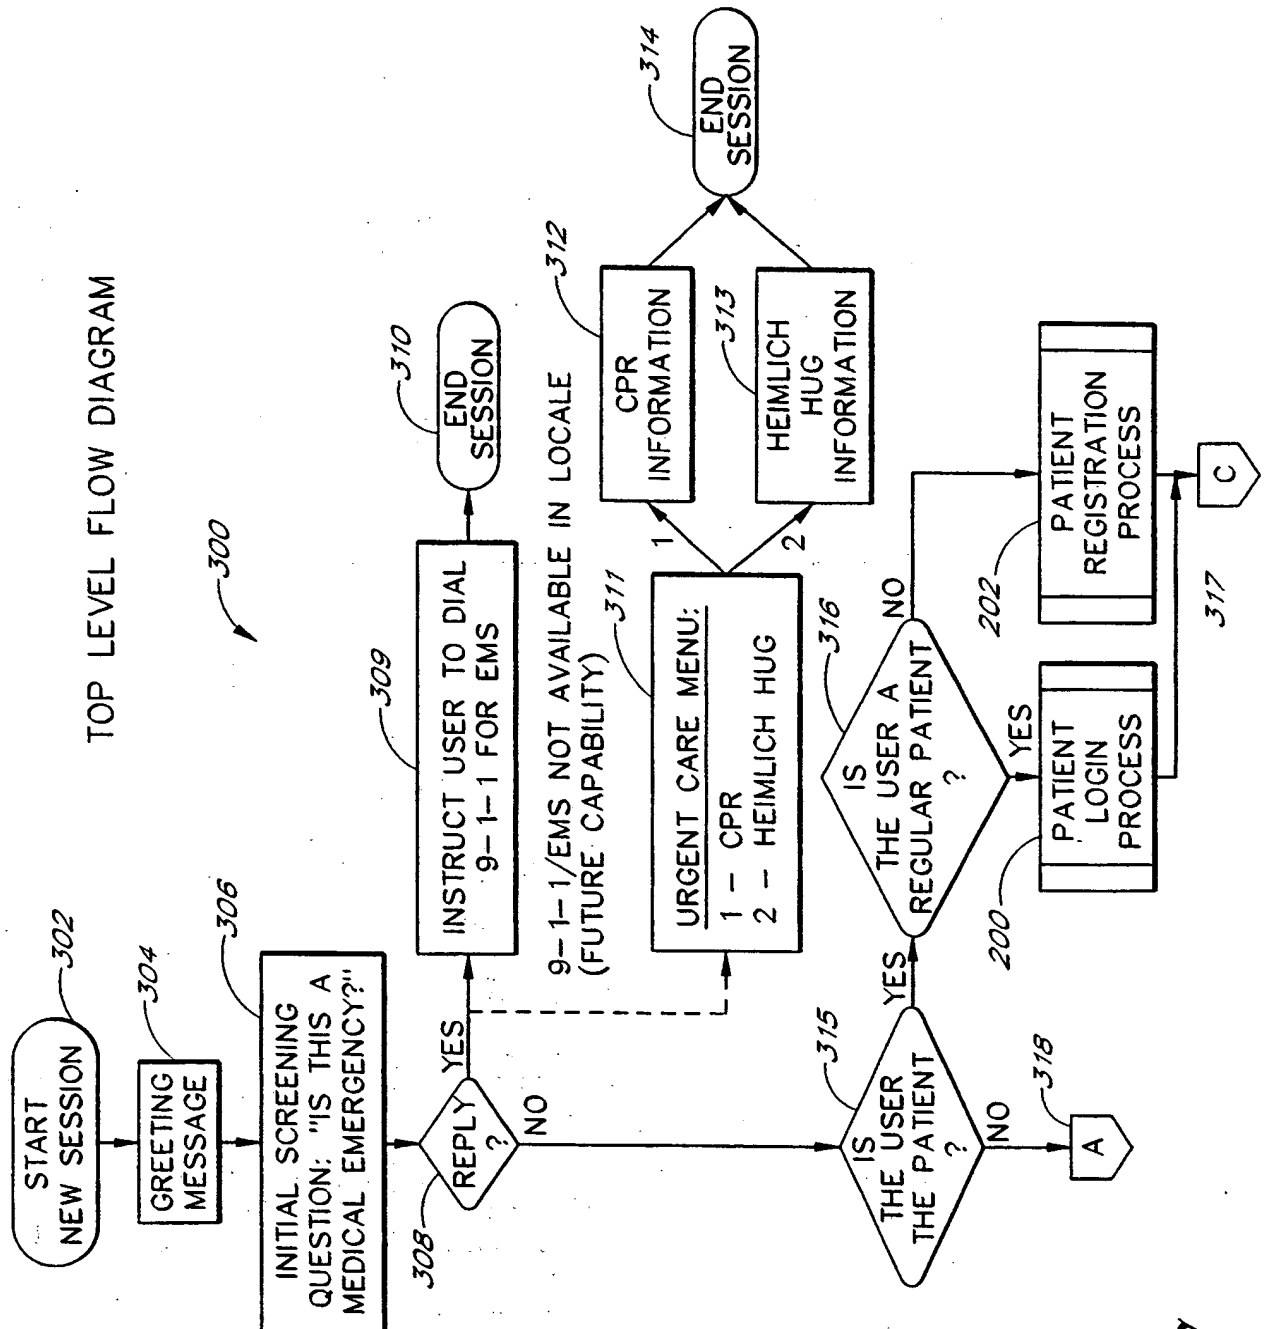 TOP LEVEL FLOW DIAGRAM
300
START
NEW SESSION
302
GREETING
MESSAGE
304
INITIAL SCREENING
QUESTION: "IS THIS A
MEDICAL EMERGENCY?"
306
REPLY
?
308
YES
NO
INSTRUCT USER TO DIAL
9-1-1 FOR EMS
309
END
SESSION
310
9-1-1/EMS NOT AVAILABLE IN LOCALE
(FUTURE CAPABILITY)
URGENT CARE MENU:
1 - CPR
2 - HEIMLICH HUG
311
1
2
CPR
INFORMATION
312
HEIMLICH
HUG
INFORMATION
313
END
SESSION
314
IS
THE USER
THE PATIENT
?
315
YES
NO
A
318
IS
THE USER A
REGULAR PATIENT
?
316
NO
YES
PATIENT
LOGIN
PROCESS
200
PATIENT
REGISTRATION
PROCESS
202
317
C